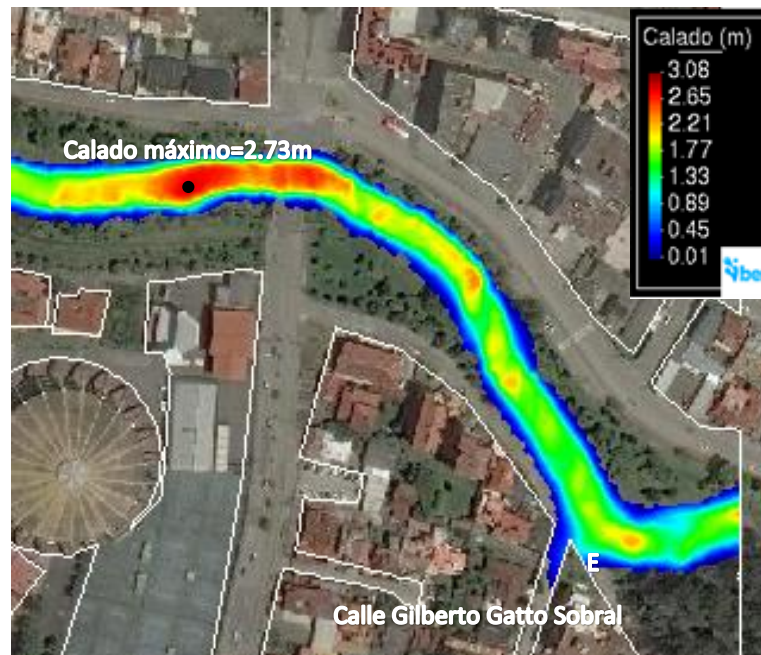 Calado (m)
3.08
2.65
2.21
1.77
1.33
0.89
0.45
0.01
Calado máximo=2.73m
E
Calle Gilberto Gatto Sobral